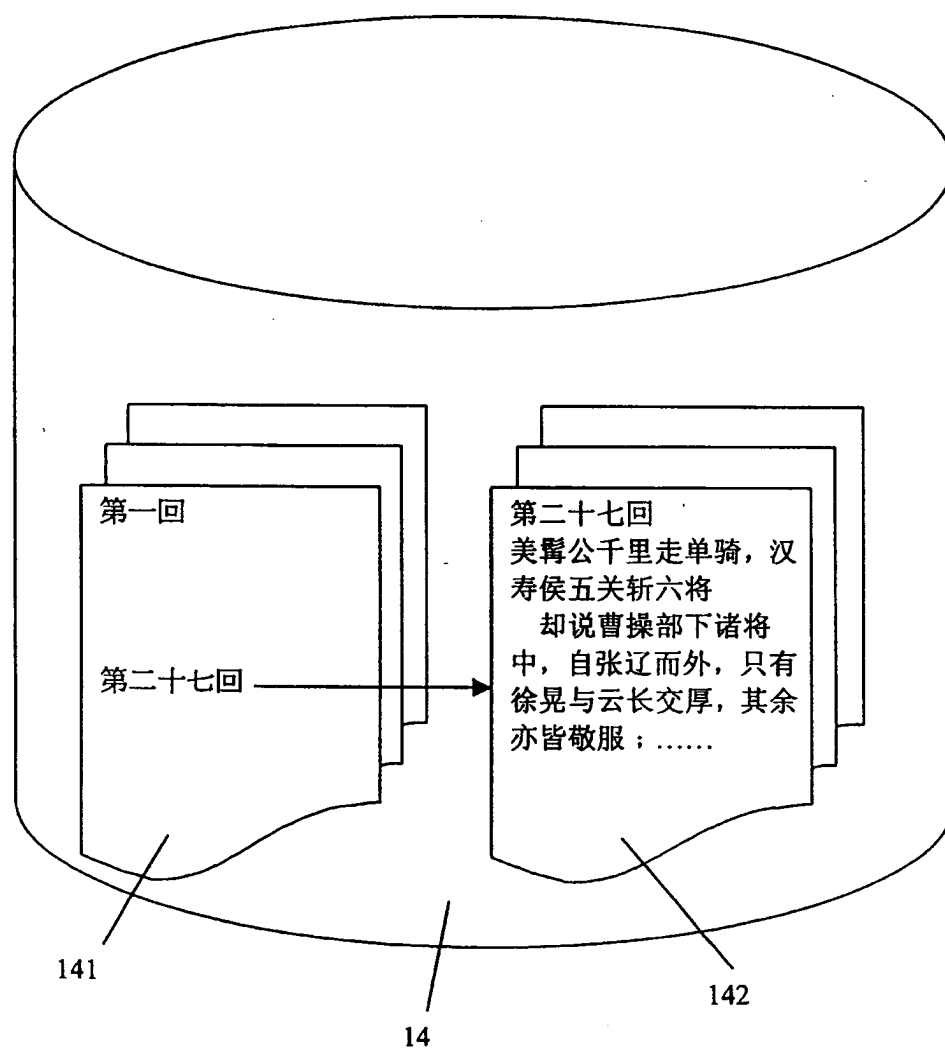 第一回
第二十七回
第二十七回
美髯公千里走单骑，汉
寿侯五关斩六将
却说曹操部下诸将
中，自张辽而外，只有
徐晃与云长交厚，其余
亦皆敬服；……
141
142
14